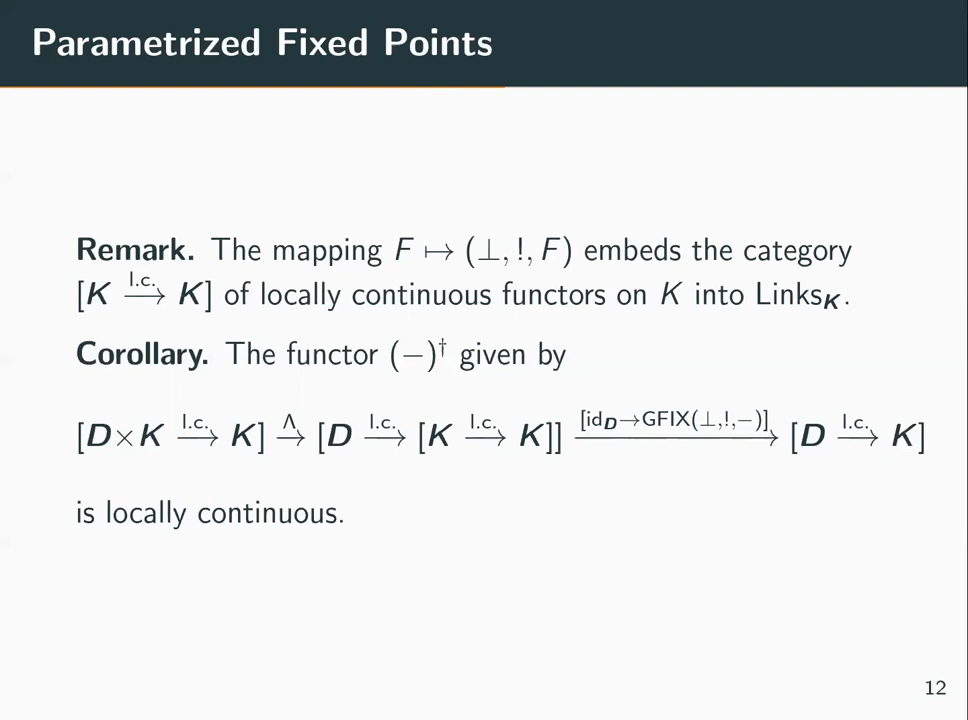 Parametrized Fixed Points
Remark. The mapping F ↦ (⊥, !, F) embeds the category
[K —l.c.→ K] of locally continuous functors on K into Links_K.
Corollary. The functor (−)† given by
[D×K —l.c.→ K] —Λ→ [D —l.c.→ [K —l.c.→ K]] —[id_D→GFIX(⊥,!,−)]→ [D —l.c.→ K]
is locally continuous.
12